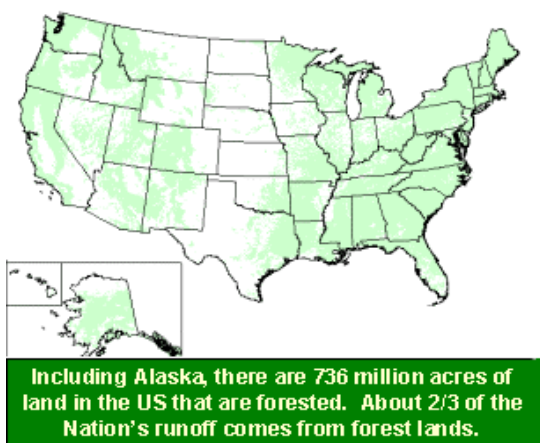 Including Alaska, there are 736 million acres of
land in the US that are forested.  About 2/3 of the
Nation's runoff comes from forest lands.